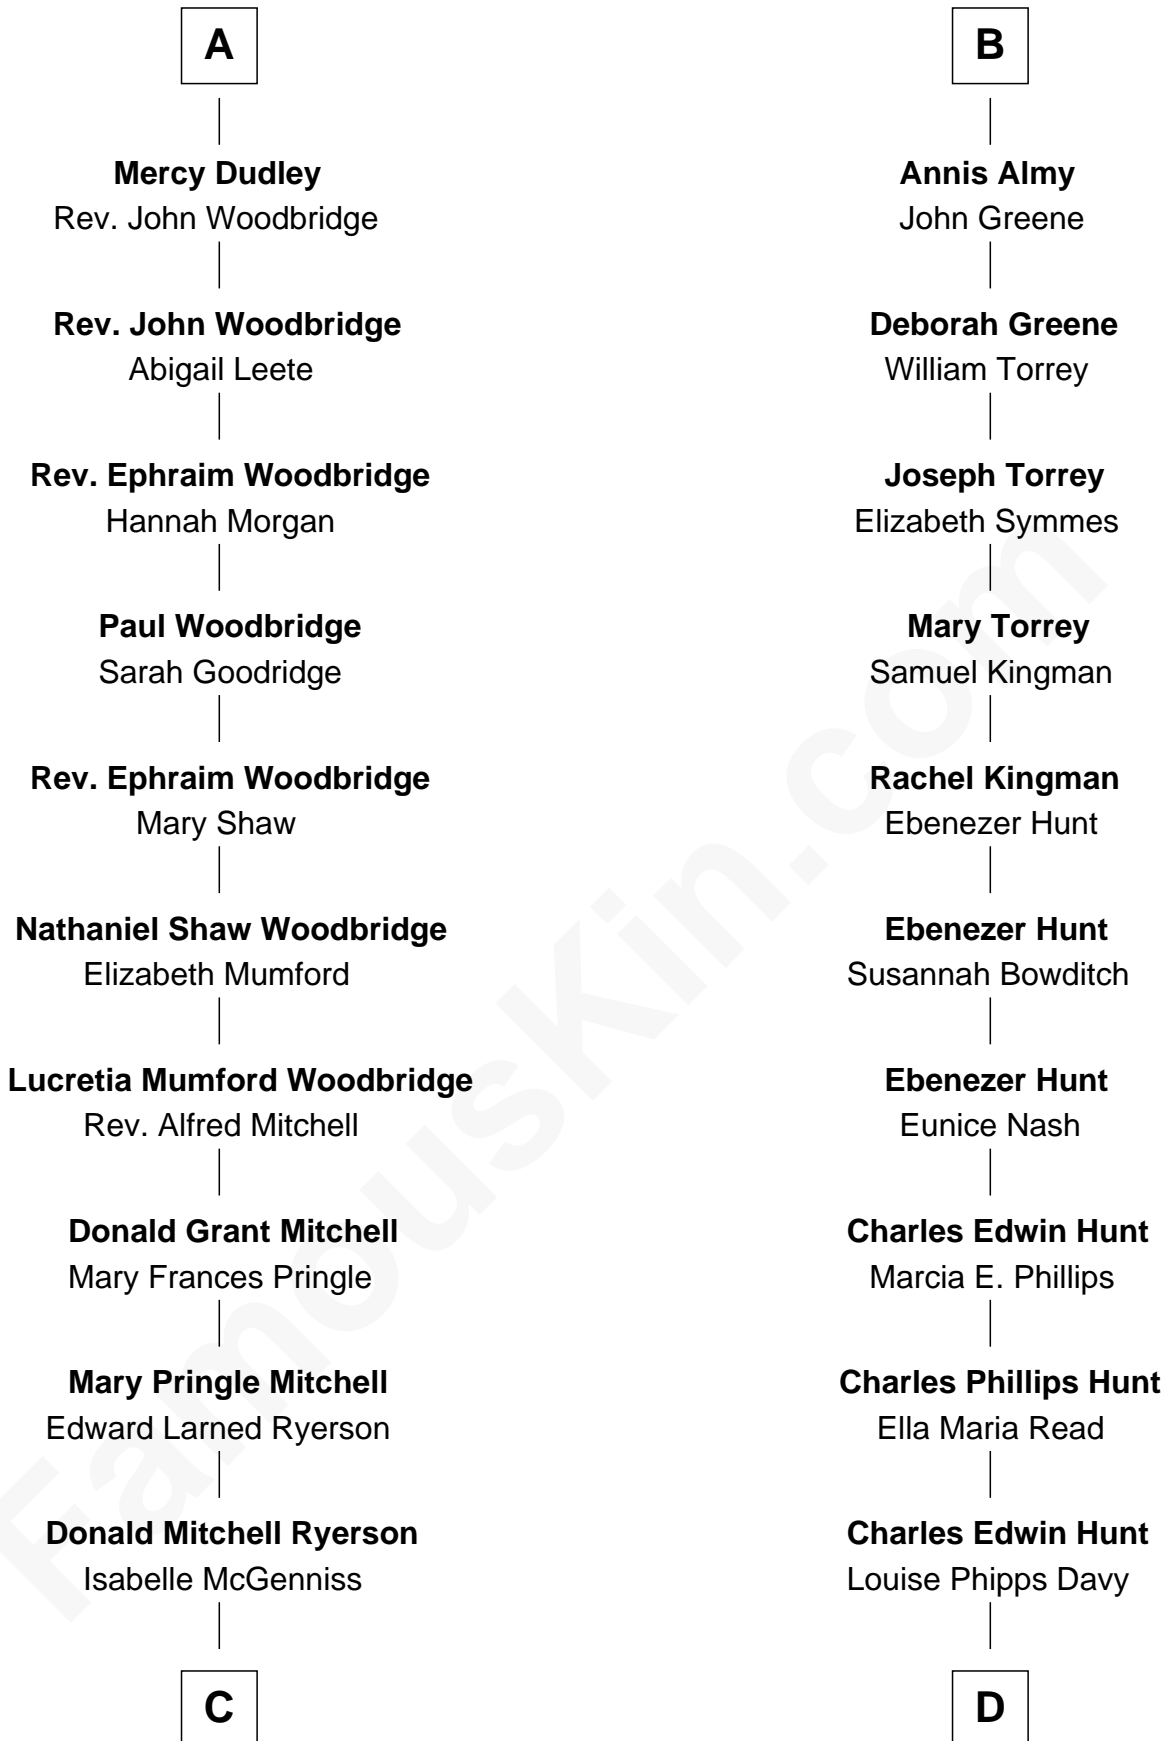 A
Mercy Dudley
Rev. John Woodbridge
Rev. John Woodbridge
Abigail Leete
Rev. Ephraim Woodbridge
Hannah Morgan
Paul Woodbridge
Sarah Goodridge
Rev. Ephraim Woodbridge
Mary Shaw
Nathaniel Shaw Woodbridge
Elizabeth Mumford
Lucretia Mumford Woodbridge
Rev. Alfred Mitchell
Donald Grant Mitchell
Mary Frances Pringle
Mary Pringle Mitchell
Edward Larned Ryerson
Donald Mitchell Ryerson
Isabelle McGenniss
C
B
Annis Almy
John Greene
Deborah Greene
William Torrey
Joseph Torrey
Elizabeth Symmes
Mary Torrey
Samuel Kingman
Rachel Kingman
Ebenezer Hunt
Ebenezer Hunt
Susannah Bowditch
Ebenezer Hunt
Eunice Nash
Charles Edwin Hunt
Marcia E. Phillips
Charles Phillips Hunt
Ella Maria Read
Charles Edwin Hunt
Louise Phipps Davy
D
FamousKin.com